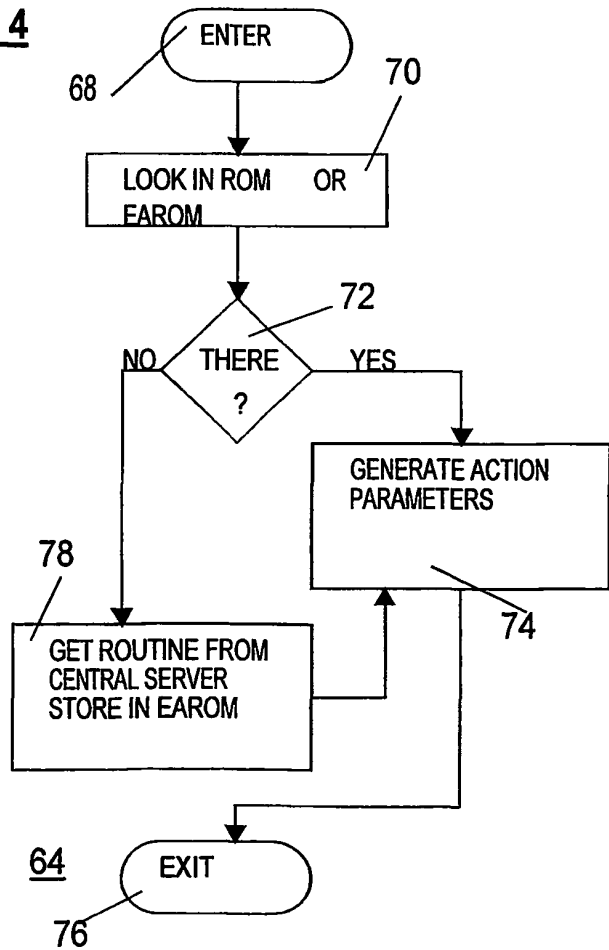 4
ENTER
68
70
LOOK IN ROM OR
EAROM
72
NO
THERE
?
YES
GENERATE ACTION
PARAMETERS
74
78
GET ROUTINE FROM
CENTRAL SERVER
STORE IN EAROM
64
EXIT
76